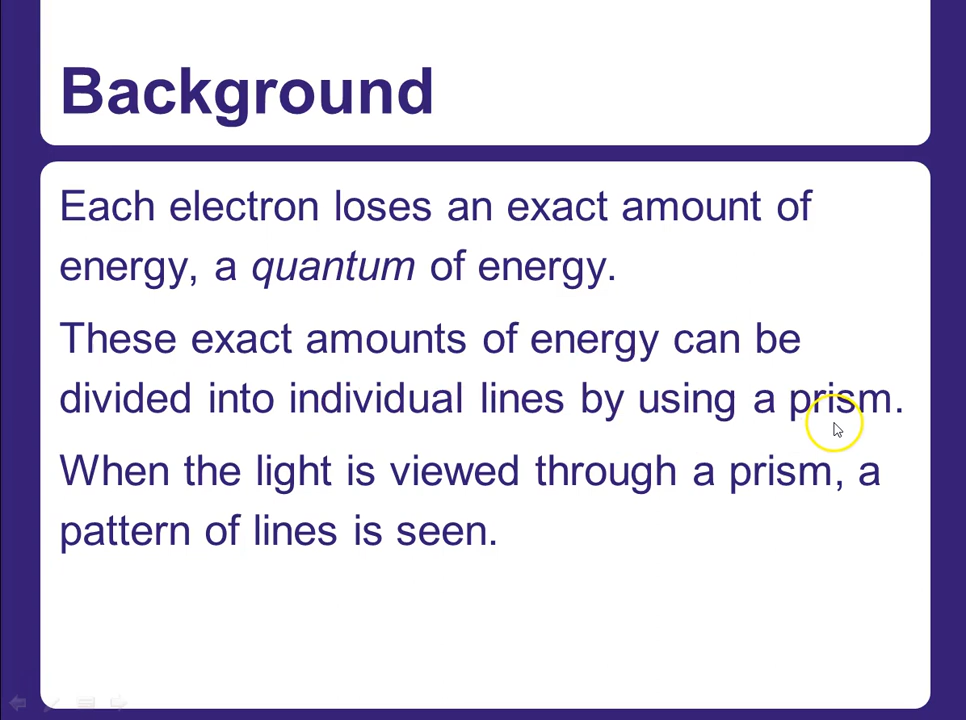 Background
Each electron loses an exact amount of
energy, a quantum of energy.
These exact amounts of energy can be
divided into individual lines by using a prism.
When the light is viewed through a prism, a
pattern of lines is seen.